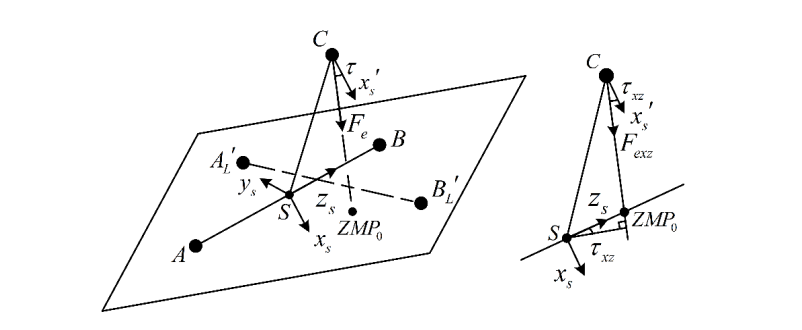 C
τ
x_s'
F_e
B
A_L'
y_s
z_s
B_L'
S
ZMP_0
x_s
A
C
τ_xz
x_s'
F_exz
z_s
ZMP_0
S
τ_xz
x_s